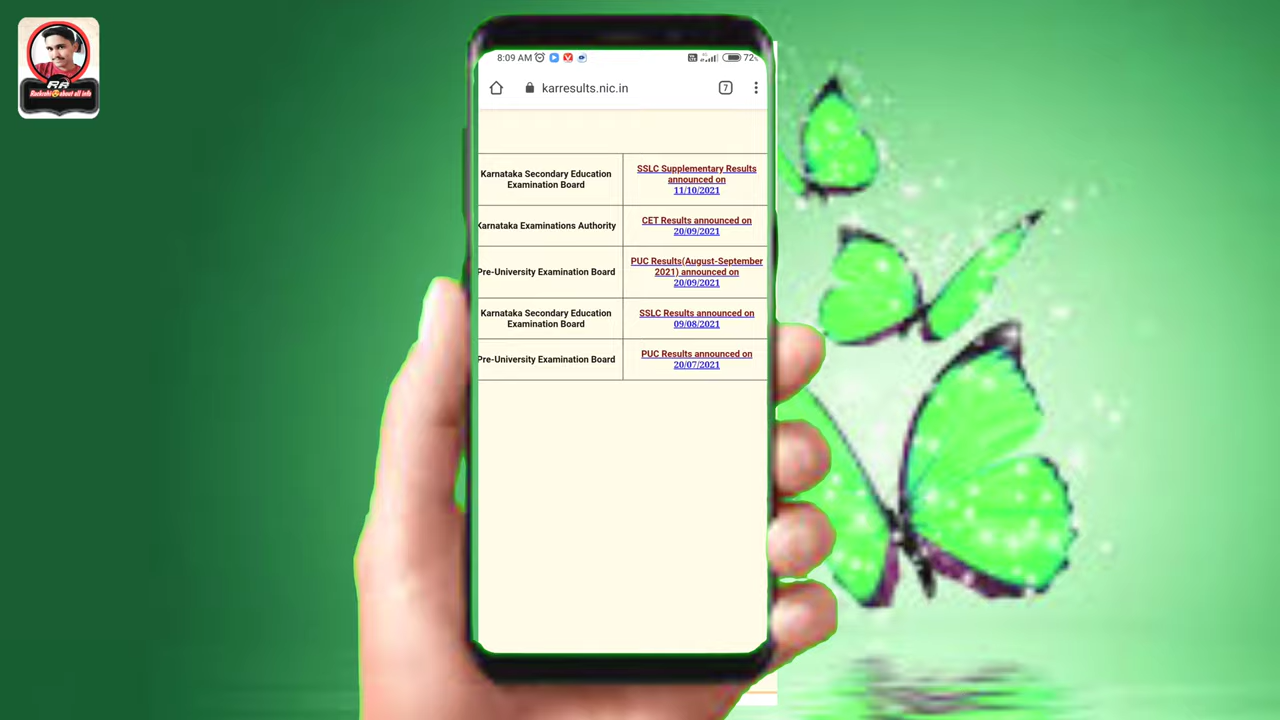 RA
8:09 AM
72
karresults.nic.in
7
Karnataka Secondary Education
Examination Board
SSLC Supplementary Results
announced on
11/10/2021
Karnataka Examinations Authority
CET Results announced on
20/09/2021
Pre-University Examination Board
PUC Results(August-September
2021) announced on
20/09/2021
Karnataka Secondary Education
Examination Board
SSLC Results announced on
09/08/2021
Pre-University Examination Board
PUC Results announced on
20/07/2021